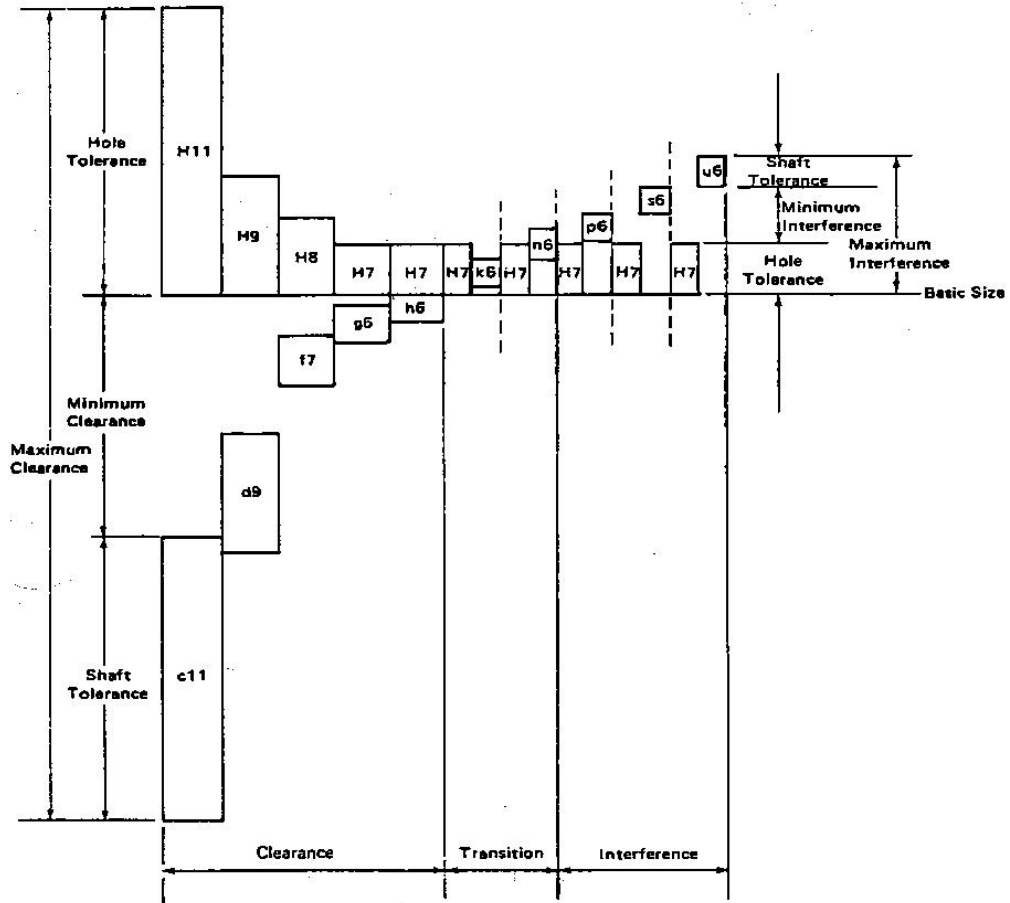 Hole
Tolerance
H11
H9
H8
H7
H7
H7
k6
H7
n6
H7
p6
H7
s6
H7
u6
Shaft
Tolerance
Minimum
Interference
Maximum
Interference
Hole
Tolerance
Basic Size
h6
g6
f7
Minimum
Clearance
Maximum
Clearance
d9
Shaft
Tolerance
c11
Clearance
Transition
Interference